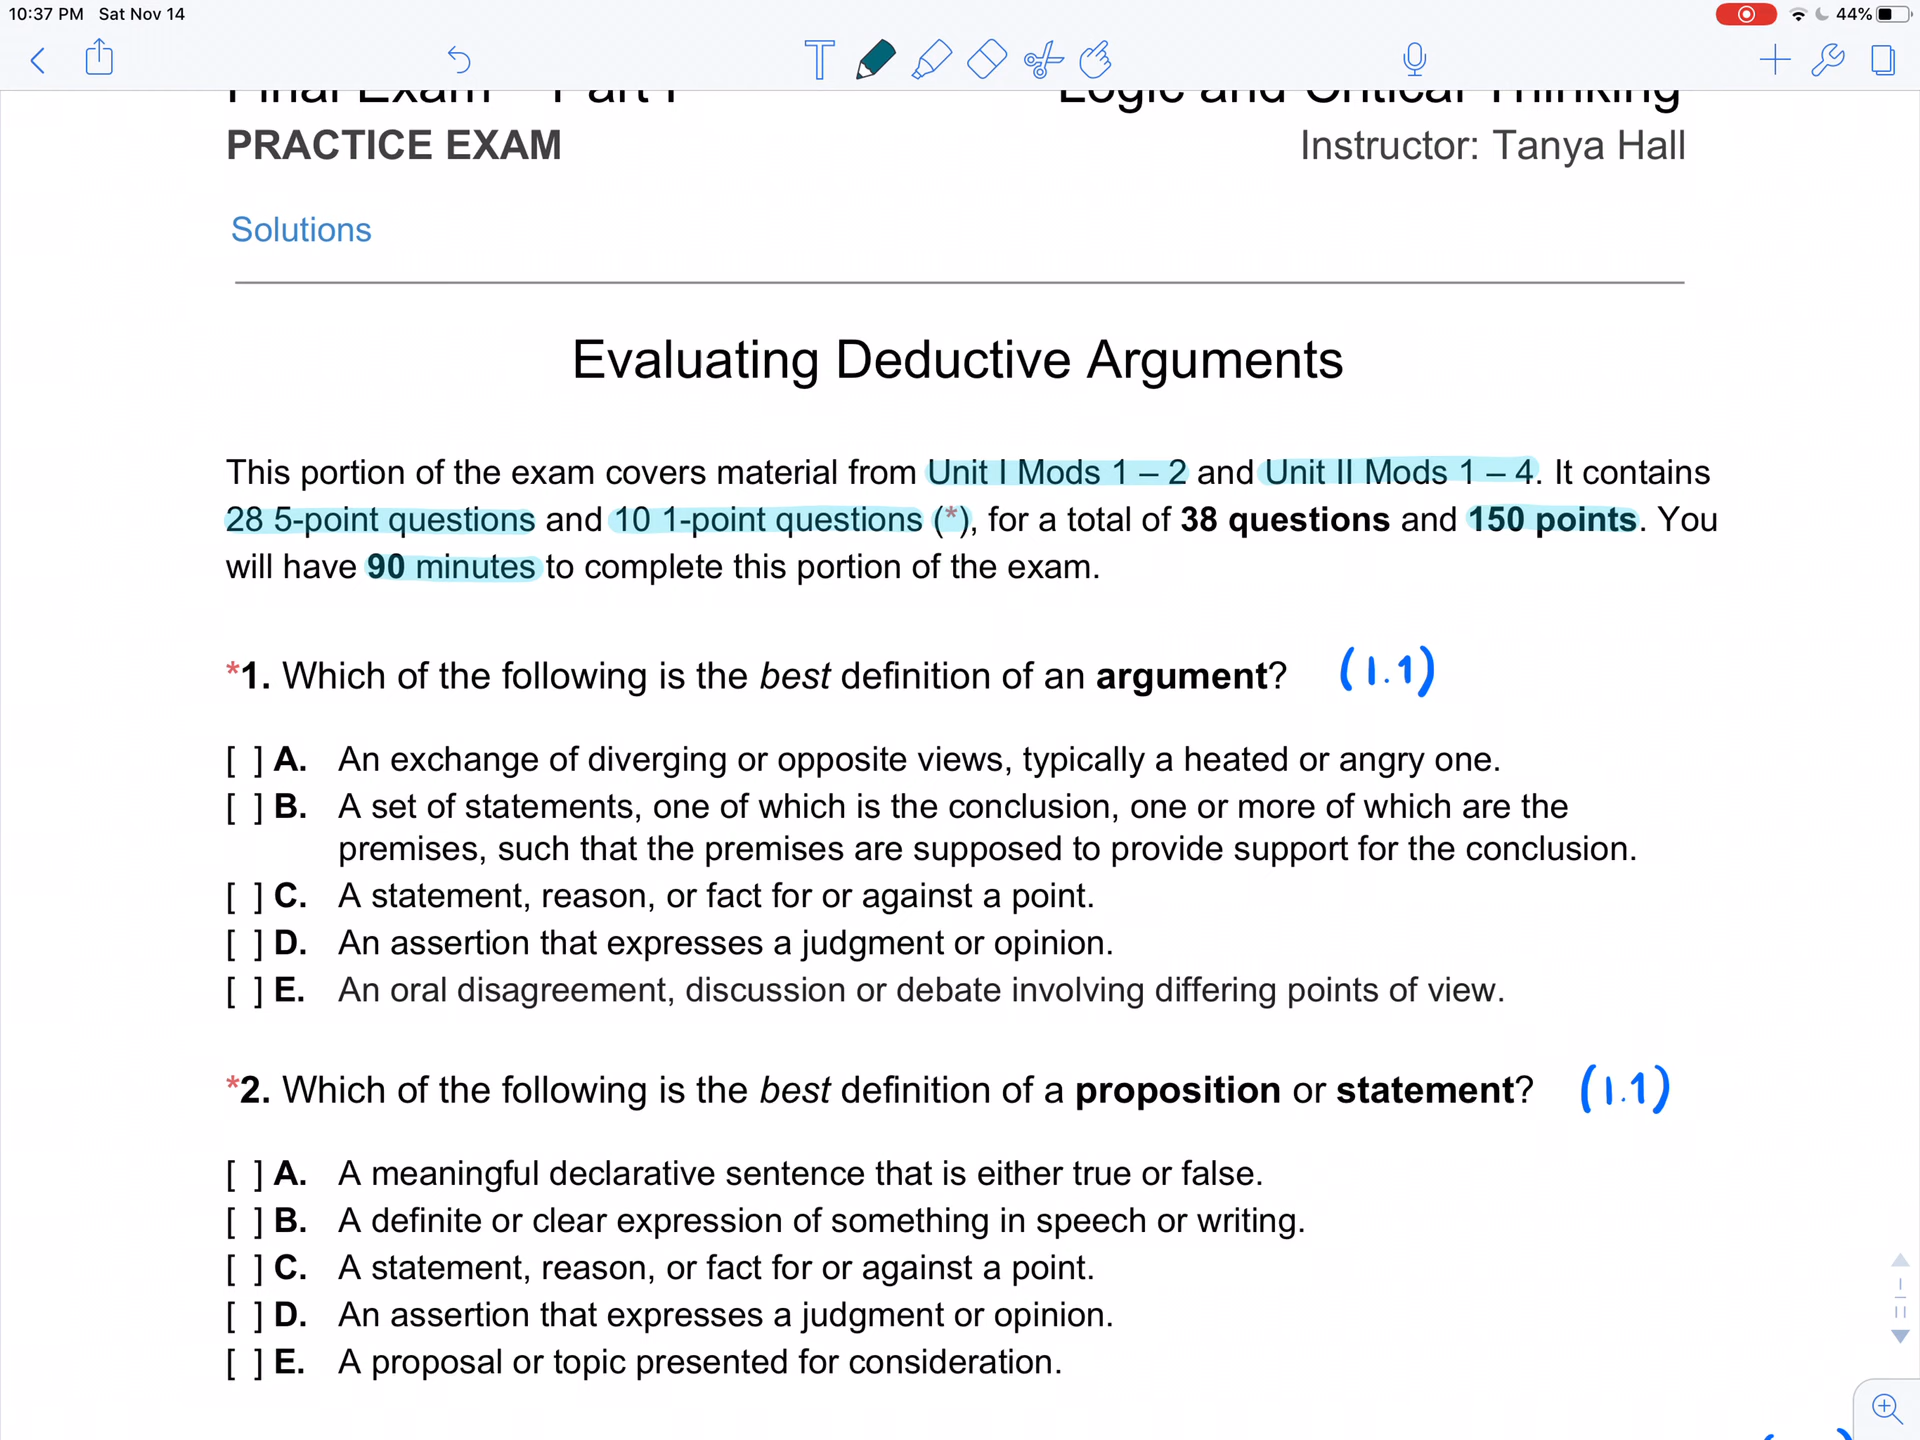 10:37 PM Sat Nov 14 44%
Final Exam – Part I Logic and Critical Thinking
PRACTICE EXAM Instructor: Tanya Hall
Solutions
Evaluating Deductive Arguments
This portion of the exam covers material from Unit I Mods 1 – 2 and Unit II Mods 1 – 4. It contains
28 5-point questions and 10 1-point questions (*), for a total of 38 questions and 150 points. You
will have 90 minutes to complete this portion of the exam.
*1. Which of the following is the best definition of an argument? (1.1)
[ ] A. An exchange of diverging or opposite views, typically a heated or angry one.
[ ] B. A set of statements, one of which is the conclusion, one or more of which are the
premises, such that the premises are supposed to provide support for the conclusion.
[ ] C. A statement, reason, or fact for or against a point.
[ ] D. An assertion that expresses a judgment or opinion.
[ ] E. An oral disagreement, discussion or debate involving differing points of view.
*2. Which of the following is the best definition of a proposition or statement? (1.1)
[ ] A. A meaningful declarative sentence that is either true or false.
[ ] B. A definite or clear expression of something in speech or writing.
[ ] C. A statement, reason, or fact for or against a point.
[ ] D. An assertion that expresses a judgment or opinion.
[ ] E. A proposal or topic presented for consideration.